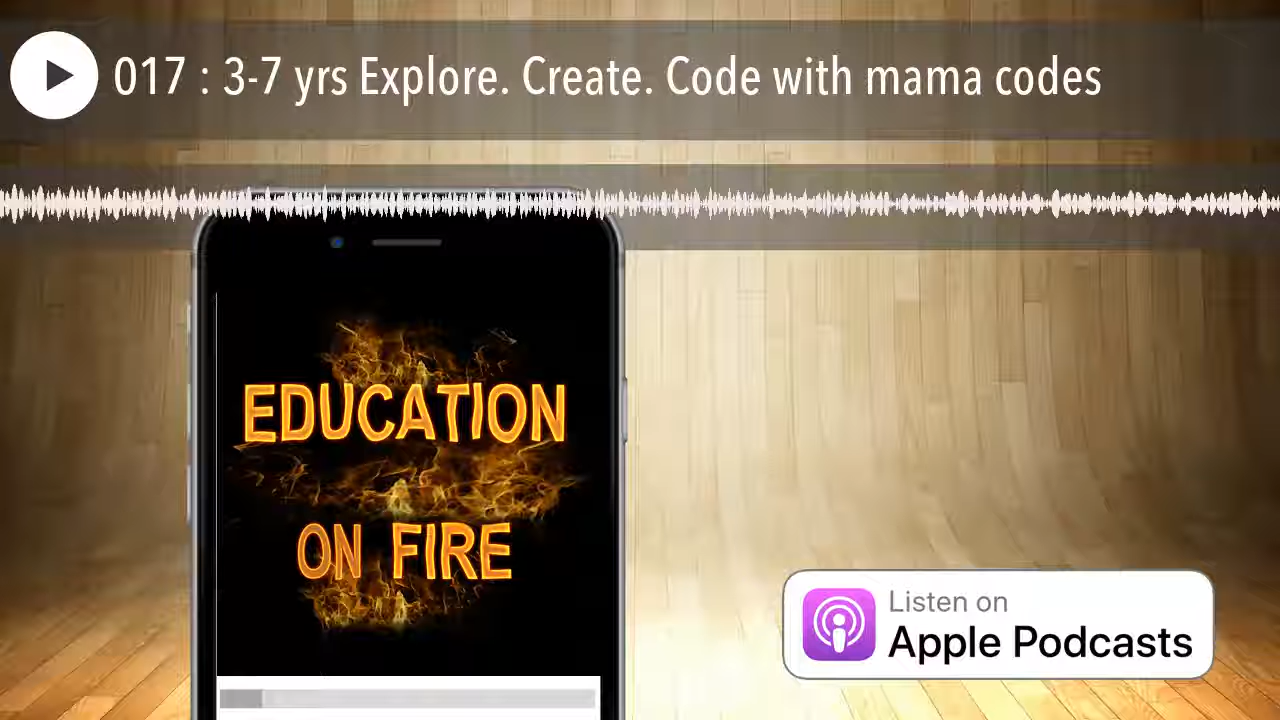 017 : 3-7 yrs Explore. Create. Code with mama codes
EDUCATION
ON FIRE
Listen on
Apple Podcasts